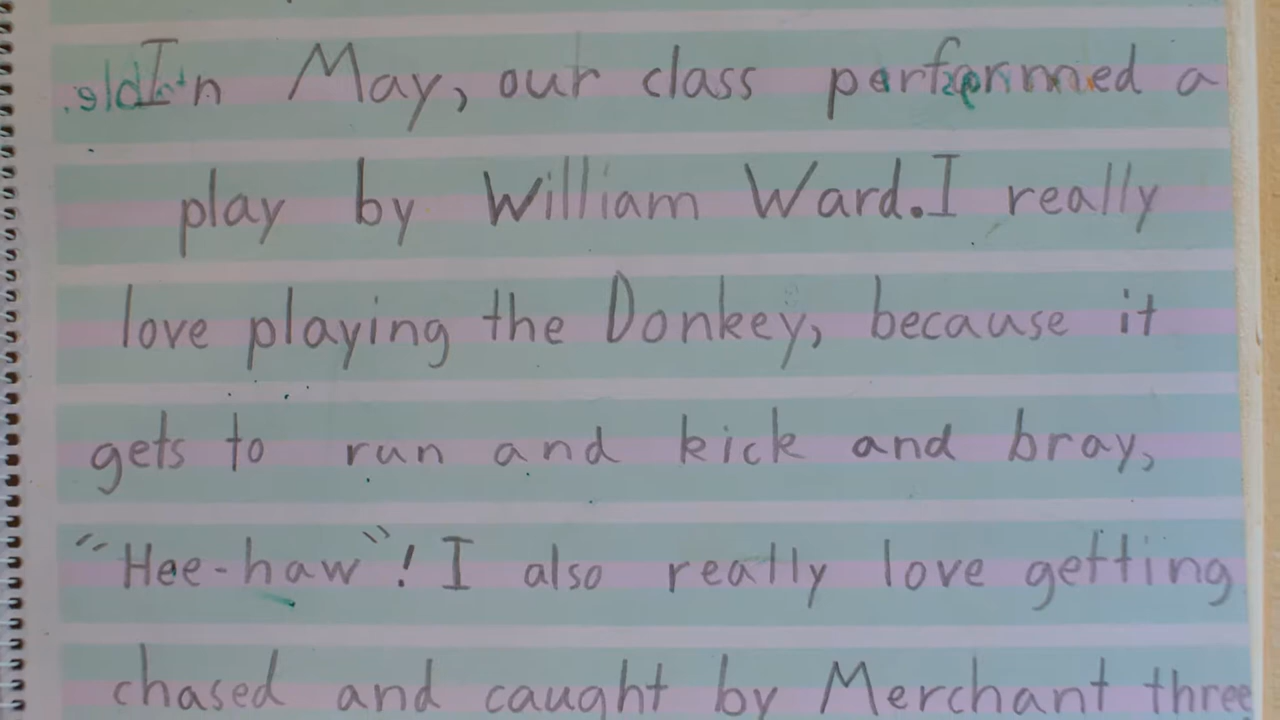 In May, our class performed a
play by William Ward. I really
love playing the Donkey, because it
gets to run and kick and bray,
"Hee-haw"! I also really love getting
chased and caught by Merchant three